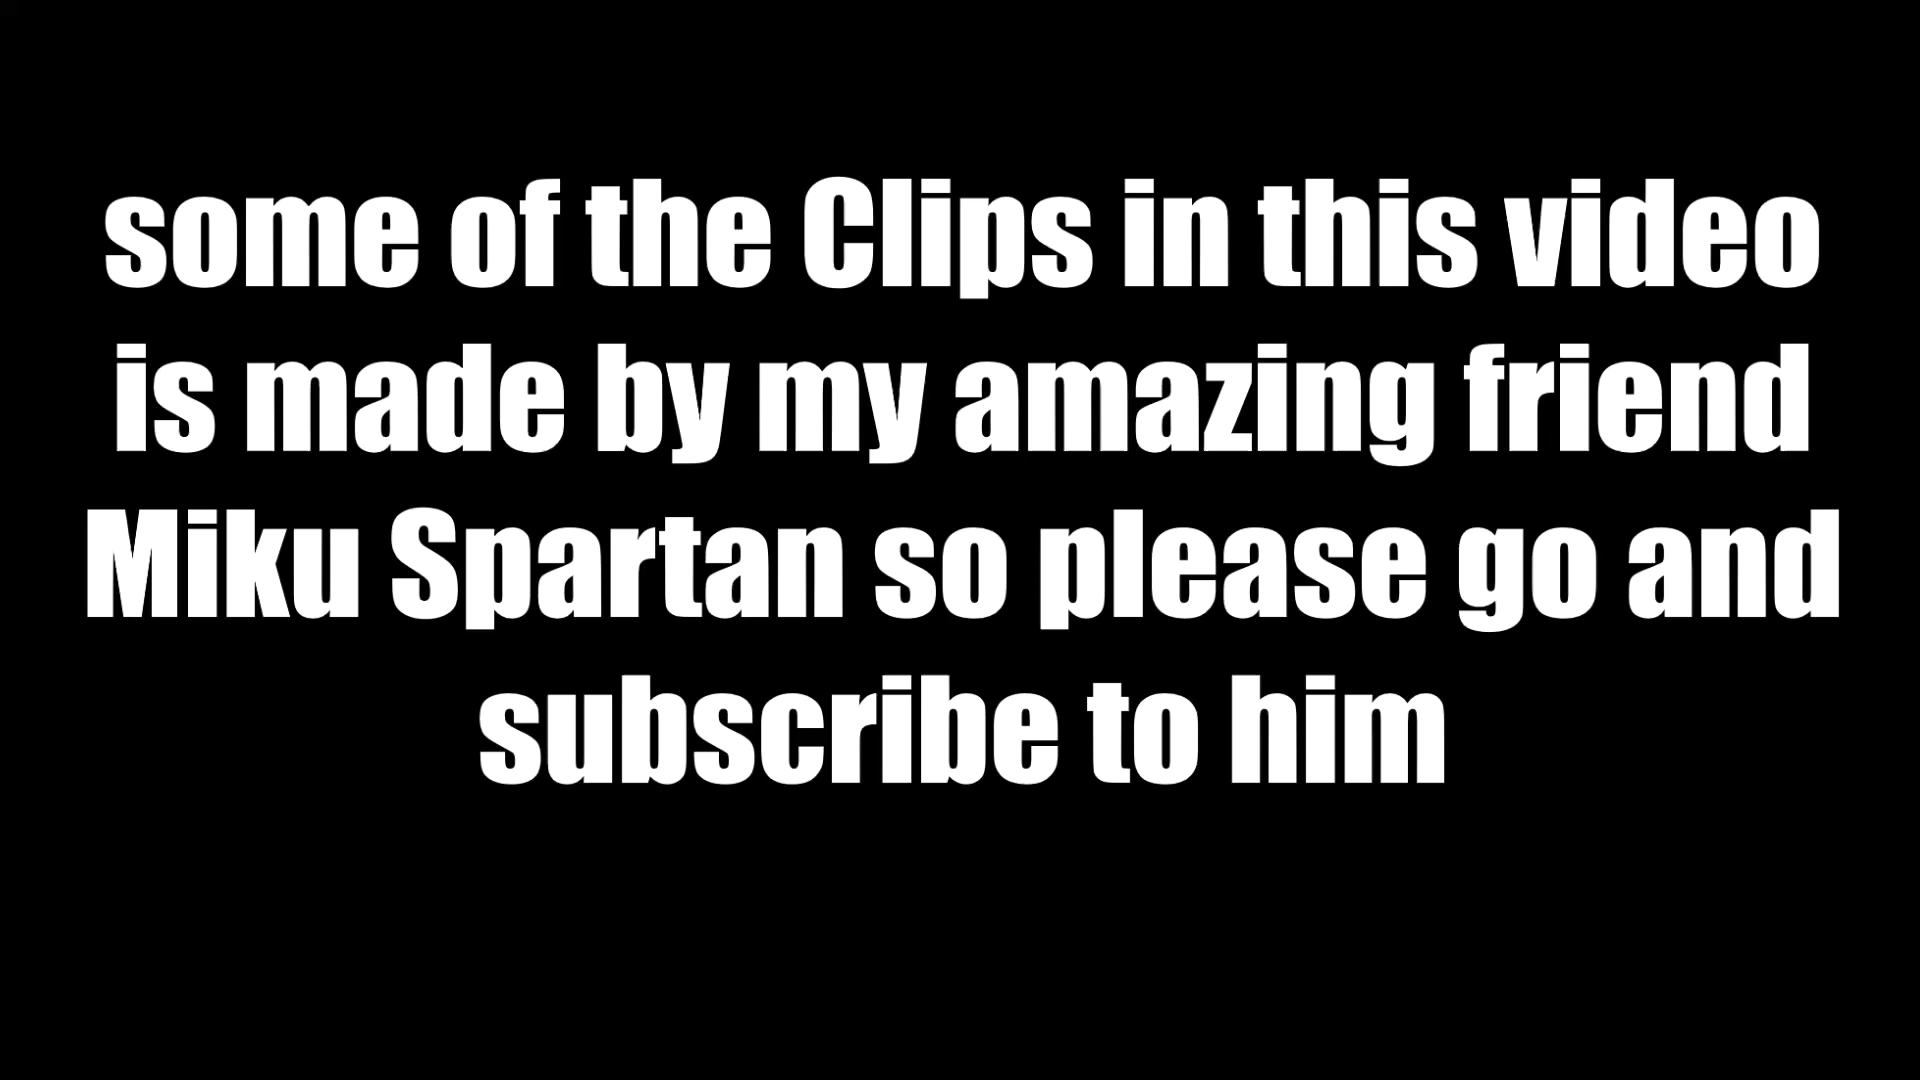 some of the Clips in this video
is made by my amazing friend
Miku Spartan so please go and
subscribe to him